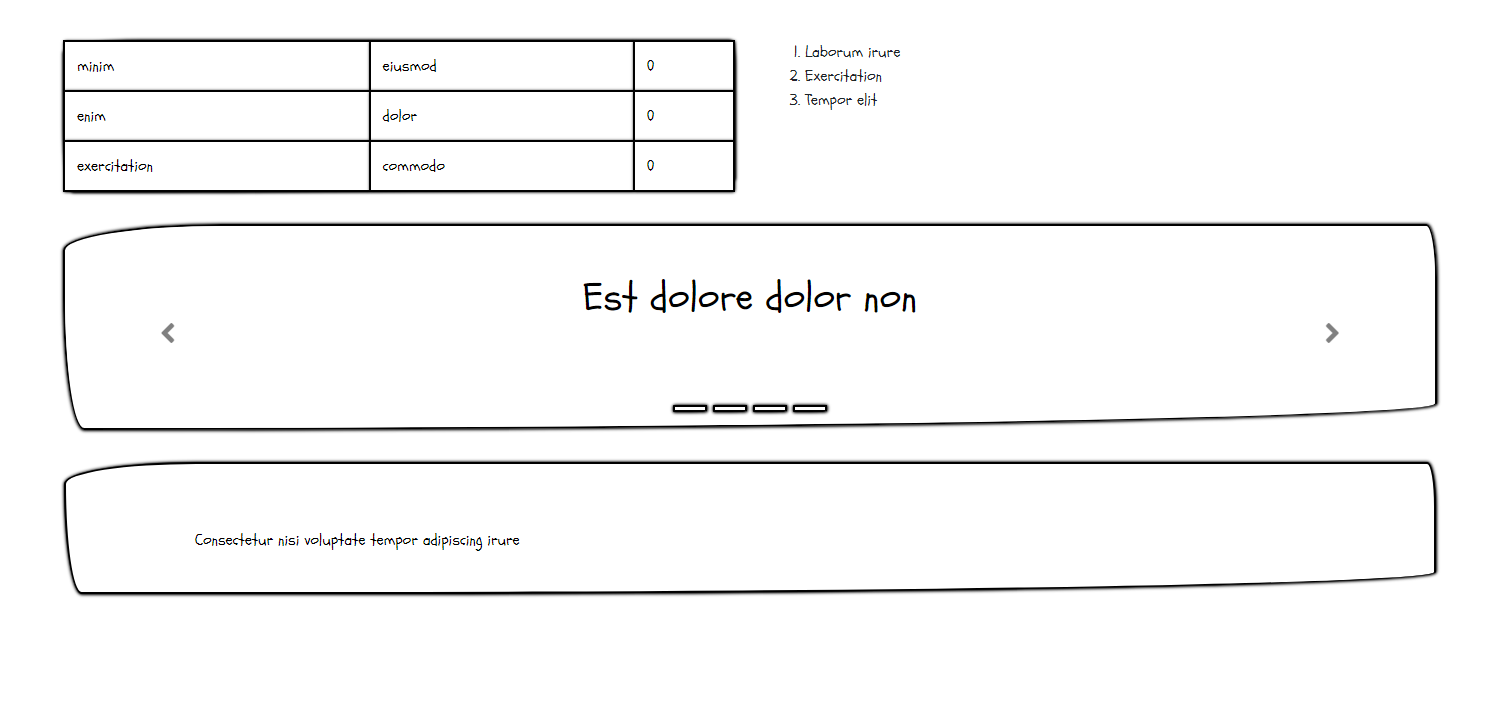 minim eiusmod 0
enim dolor 0
exercitation commodo 0
1. Laborum irure
2. Exercitation
3. Tempor elit
Est dolore dolor non
Consectetur nisi voluptate tempor adipiscing irure